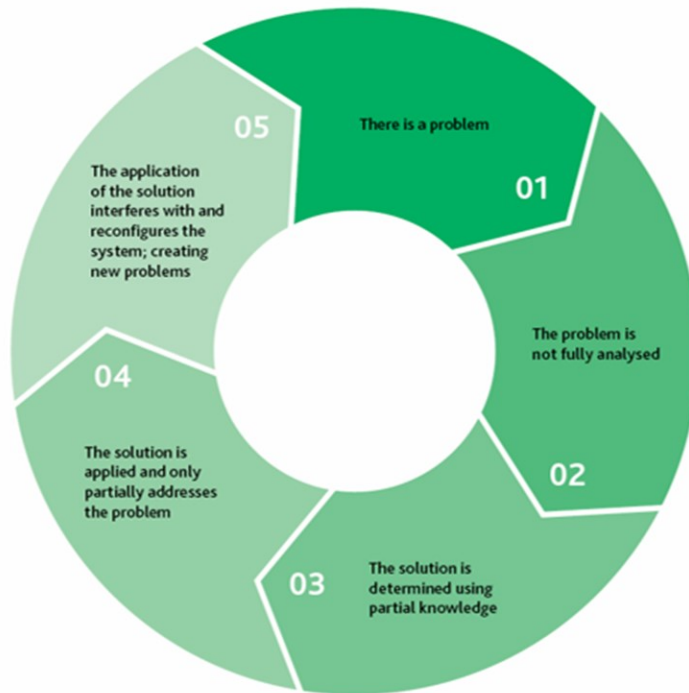 There is a problem
01
The problem is
not fully analysed
02
The solution is
determined using
partial knowledge
03
The solution is
applied and only
partially addresses
the problem
04
The application
of the solution
interferes with and
reconfigures the
system; creating
new problems
05